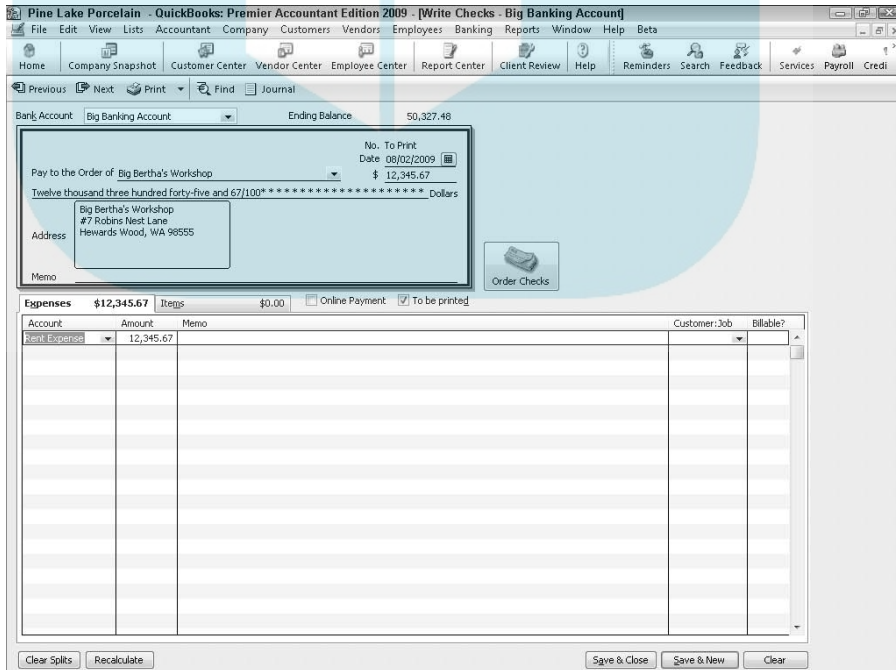 Pine Lake Porcelain - QuickBooks: Premier Accountant Edition 2009 - [Write Checks - Big Banking Account]
File Edit View Lists Accountant Company Customers Vendors Employees Banking Reports Window Help Beta
Home Company Snapshot Customer Center Vendor Center Employee Center Report Center Client Review Help Reminders Search Feedback Services Payroll Credi
Previous Next Print Find Journal
Bank Account Big Banking Account Ending Balance 50,327.48
No. To Print
Date 08/02/2009
Pay to the Order of Big Bertha's Workshop $ 12,345.67
Twelve thousand three hundred forty-five and 67/100* * * * * * * * * * * * * * * * * * * * * * Dollars
Big Bertha's Workshop
#7 Robins Nest Lane
Address Hewards Wood, WA 98555
Memo
Order Checks
Expenses $12,345.67 Items $0.00 Online Payment To be printed
Account Amount Memo Customer:Job Billable?
Rent Expense 12,345.67
Clear Splits Recalculate Save & Close Save & New Clear